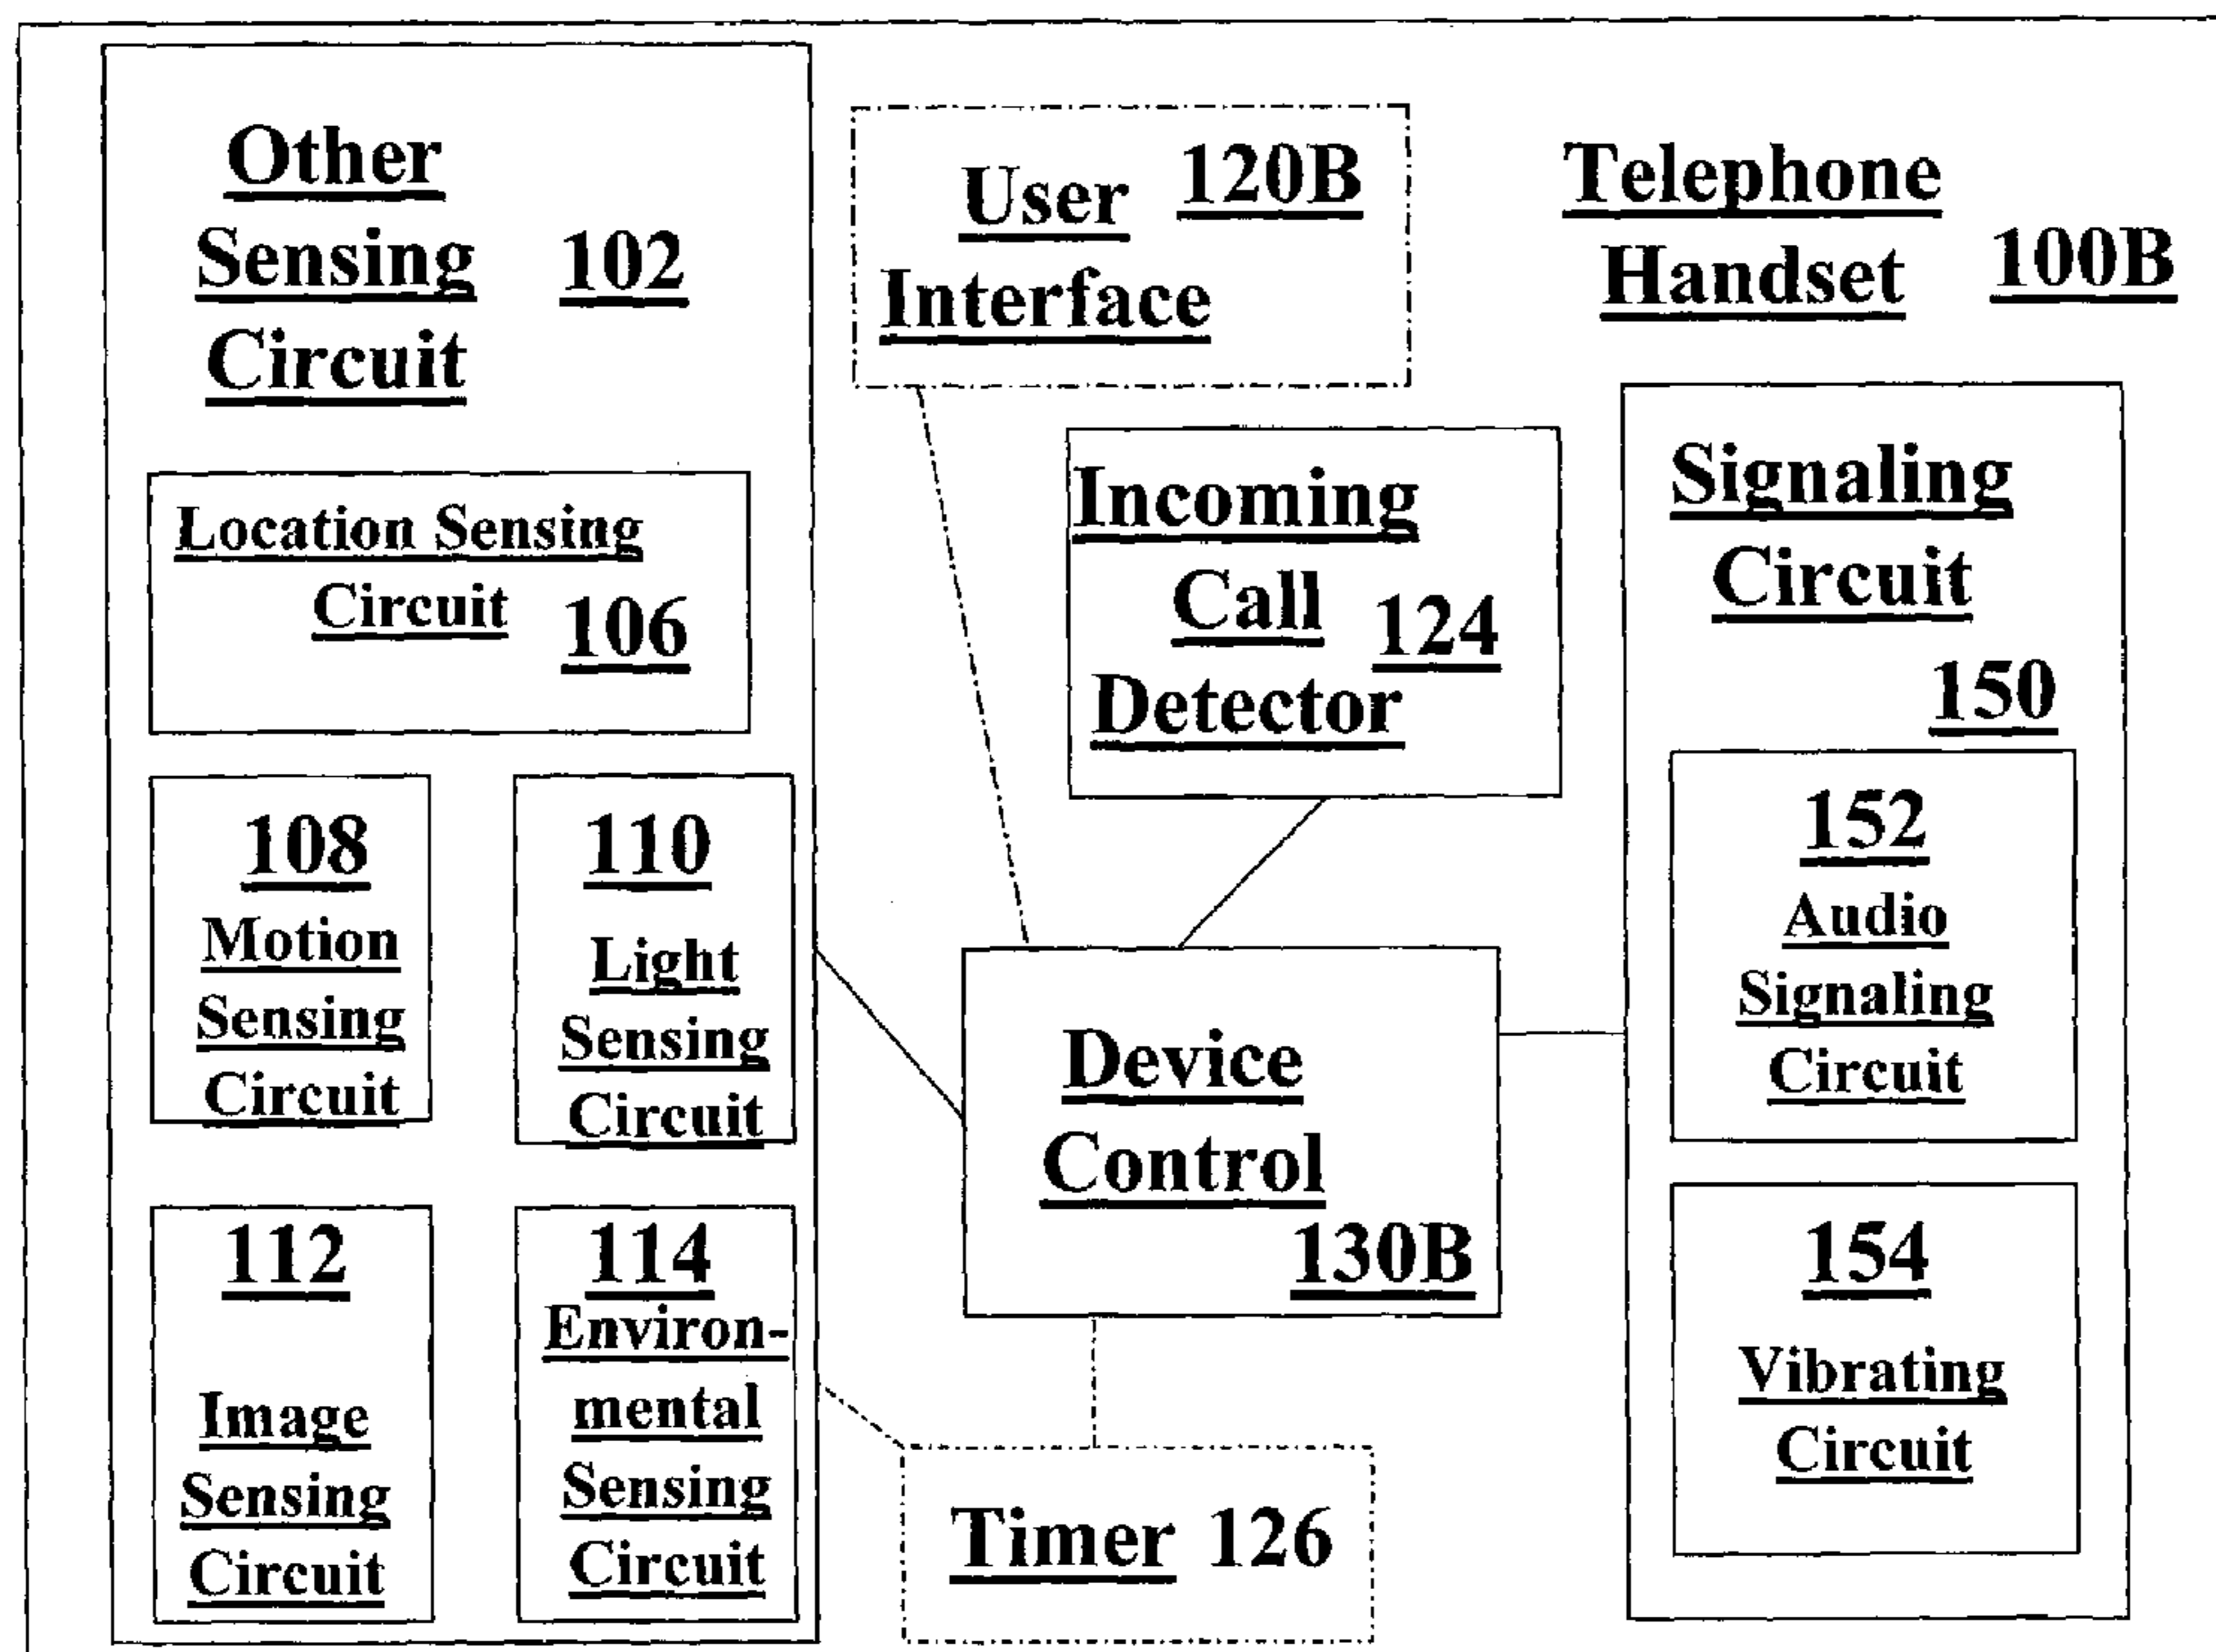 Other
Sensing 102
Circuit
Location Sensing
Circuit 106
108
Motion
Sensing
Circuit
110
Light
Sensing
Circuit
112
Image
Sensing
Circuit
114
Environ-
mental
Sensing
Circuit
User 120B
Interface
Incoming
Call 124
Detector
Device
Control
130B
Timer 126
Telephone
Handset 100B
Signaling
Circuit
150
152
Audio
Signaling
Circuit
154
Vibrating
Circuit